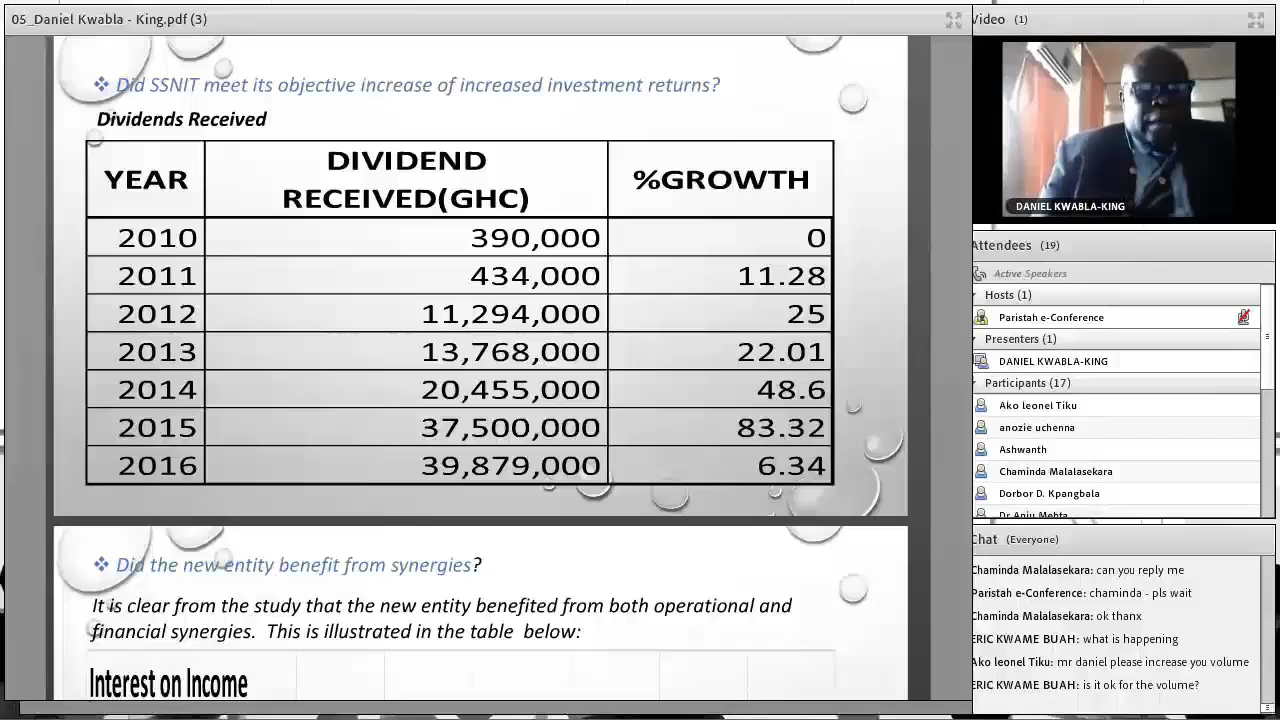 05_Daniel Kwabla - King.pdf (3)
Did SSNIT meet its objective increase of increased investment returns?
Dividends Received
YEAR DIVIDEND RECEIVED(GHC) %GROWTH
2010 390,000 0
2011 434,000 11.28
2012 11,294,000 25
2013 13,768,000 22.01
2014 20,455,000 48.6
2015 37,500,000 83.32
2016 39,879,000 6.34
Did the new entity benefit from synergies?
It is clear from the study that the new entity benefited from both operational and
financial synergies. This is illustrated in the table below:
Interest on Income
Video (1)
DANIEL KWABLA-KING
Attendees (19)
Active Speakers
Hosts (1)
Paristah e-Conference
Presenters (1)
DANIEL KWABLA-KING
Participants (17)
Ako leonel Tiku
anozie uchenna
Ashwanth
Chaminda Malalasekara
Dorbor D. Kpangbala
Dr Anju Mehta
Chat (Everyone)
Chaminda Malalasekara: can you reply me
Paristah e-Conference: chaminda - pls wait
Chaminda Malalasekara: ok thanx
ERIC KWAME BUAH: what is happening
Ako leonel Tiku: mr daniel please increase you volume
ERIC KWAME BUAH: is it ok for the volume?